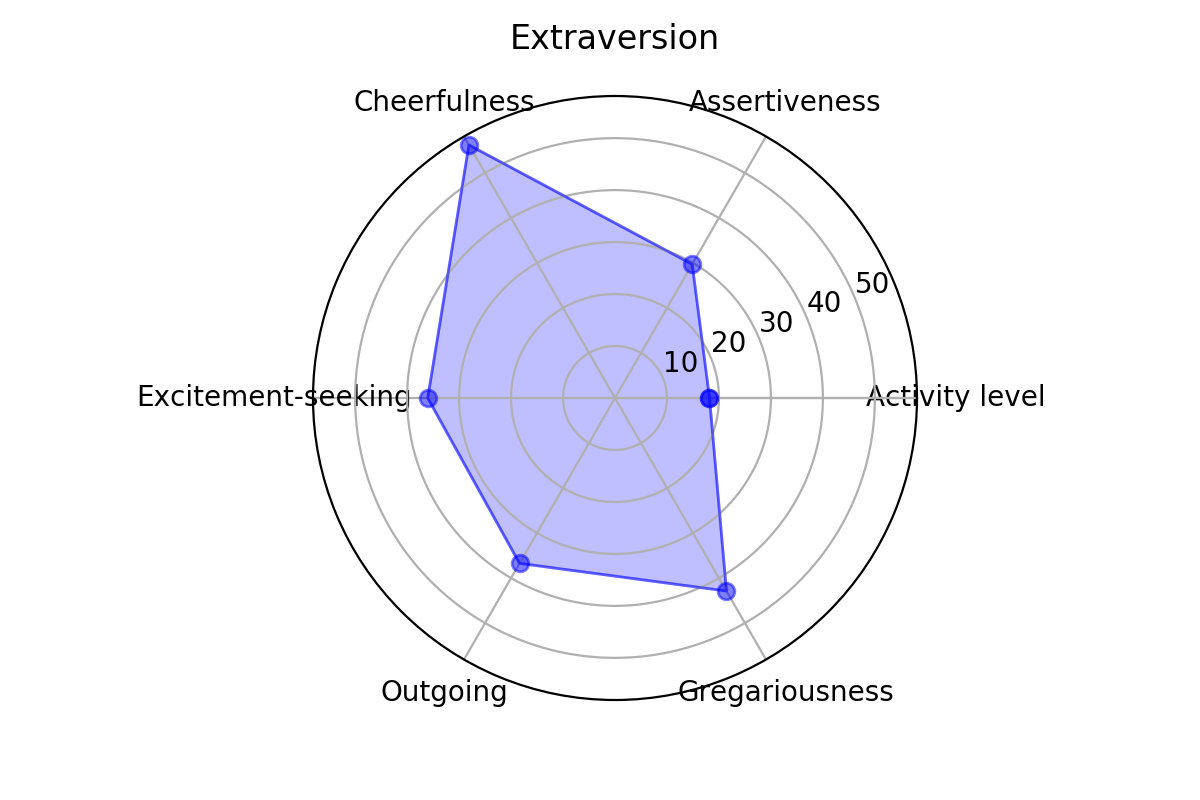 Extraversion
Cheerfulness
Assertiveness
50
40
30
20
10
Excitement-seeking
Activity level
Outgoing
Gregariousness